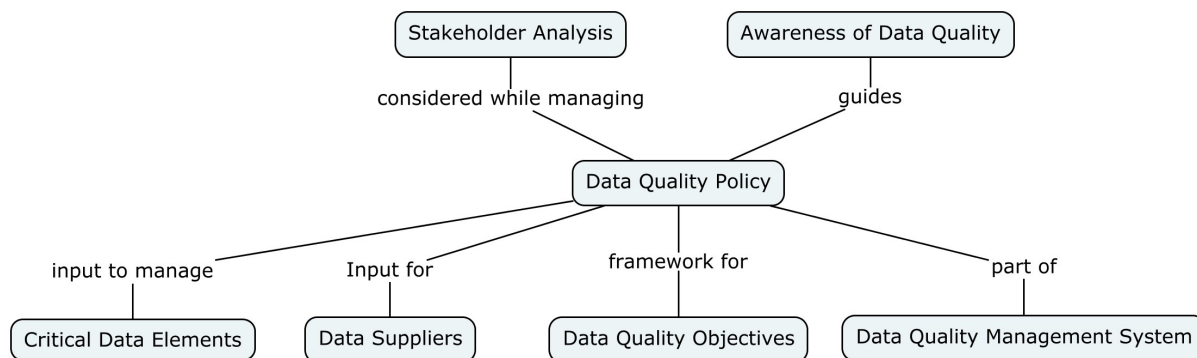 Stakeholder Analysis
Awareness of Data Quality
considered while managing
guides
Data Quality Policy
input to manage
Input for
framework for
part of
Critical Data Elements
Data Suppliers
Data Quality Objectives
Data Quality Management System